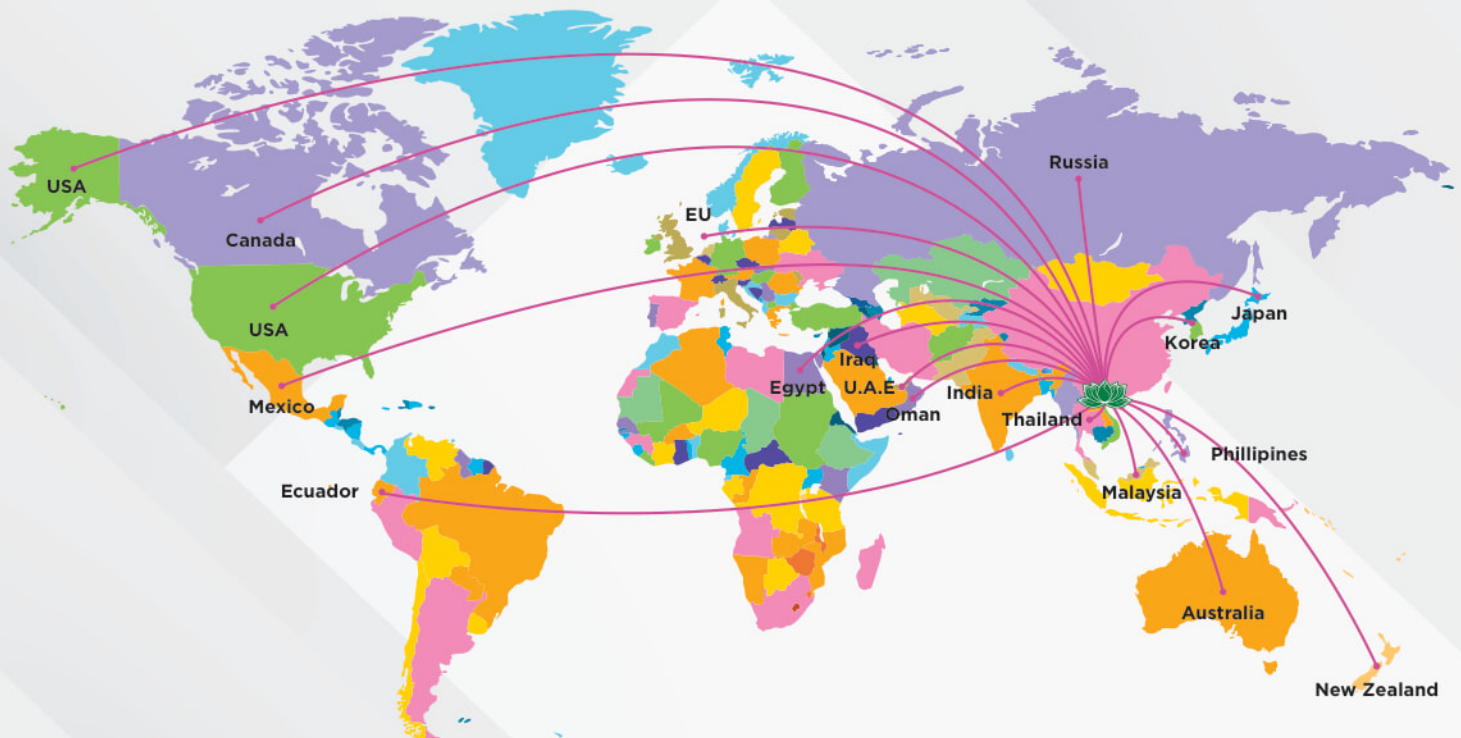 Russia
USA
EU
Canada
Japan
USA
Korea
Iraq
Egypt
U.A.E
India
Mexico
Oman
Thailand
Phillipines
Ecuador
Malaysia
Australia
New Zealand